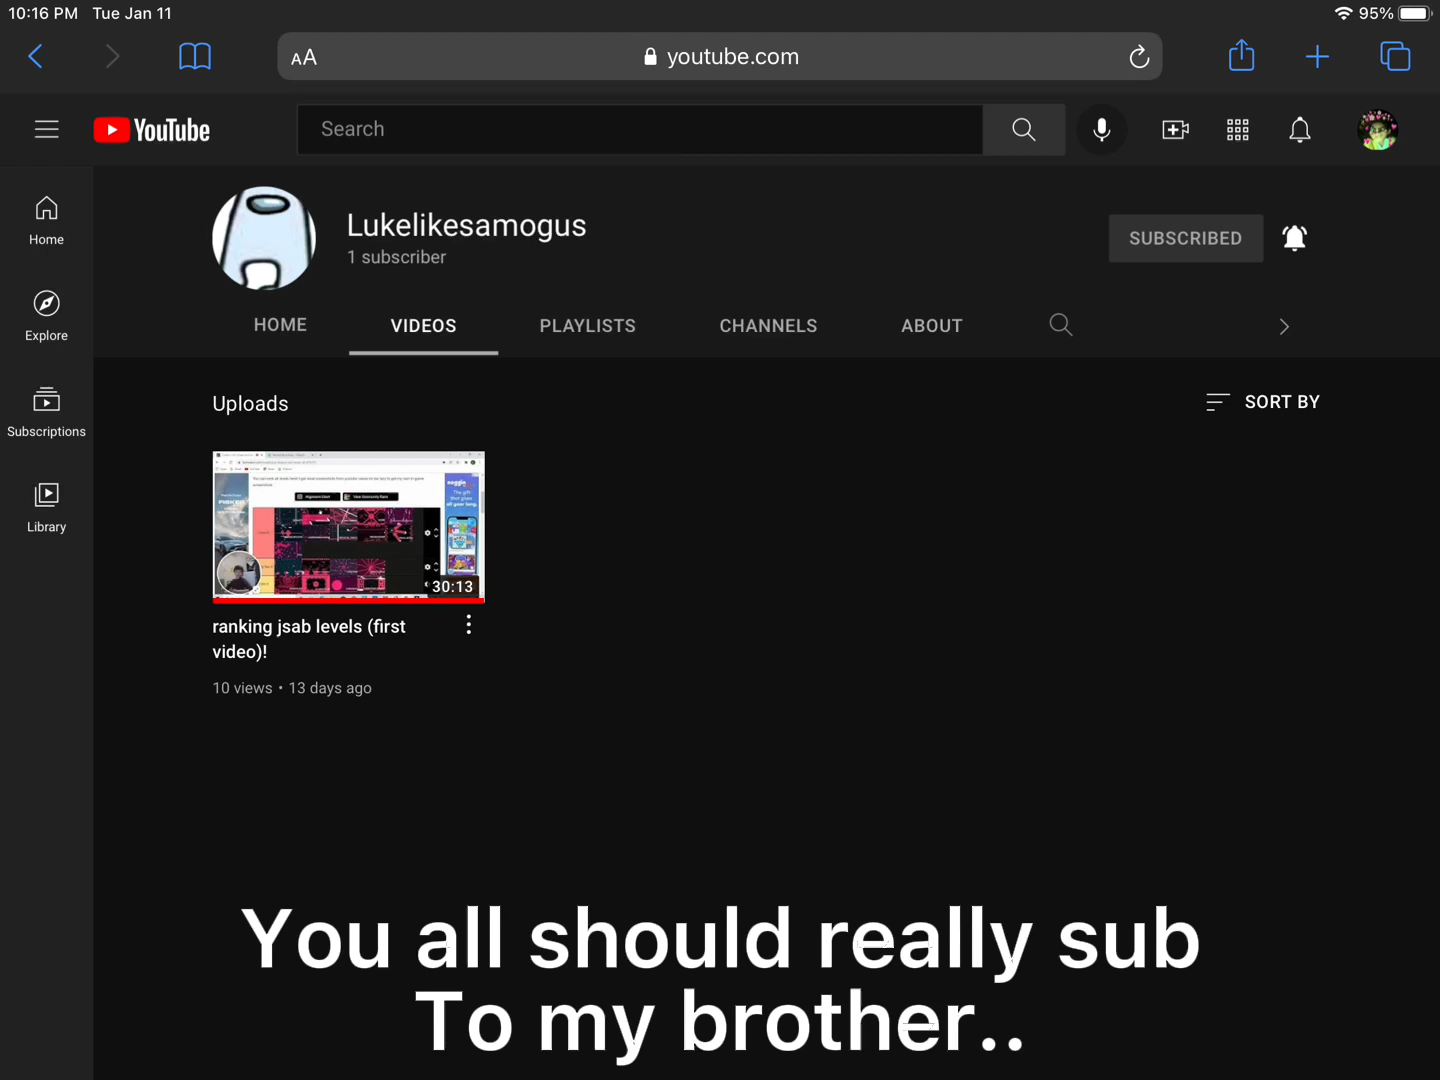 10:16 PM Tue Jan 11 95%
AA youtube.com
YouTube Search
Home
Explore
Subscriptions
Library
Lukelikesamogus
1 subscriber
SUBSCRIBED
HOME VIDEOS PLAYLISTS CHANNELS ABOUT
Uploads SORT BY
30:13
ranking jsab levels (first
video)!
10 views • 13 days ago
You all should really sub
To my brother..